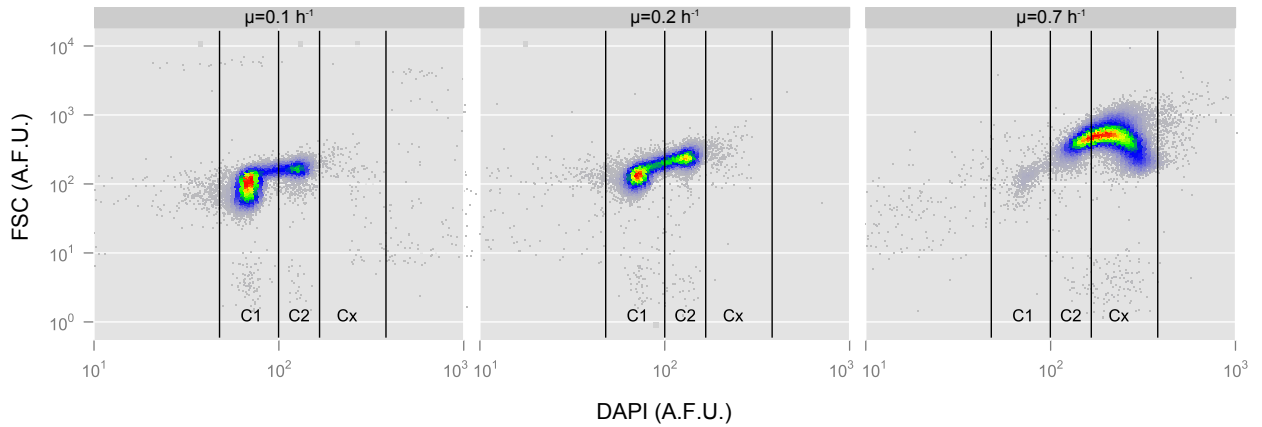 μ=0.1 h⁻¹ μ=0.2 h⁻¹ μ=0.7 h⁻¹
FSC (A.F.U.)
10⁴
10³
10²
10¹
10⁰
C1 C2 Cx C1 C2 Cx C1 C2 Cx
10¹ 10² 10³ 10¹ 10² 10³ 10¹ 10² 10³
DAPI (A.F.U.)